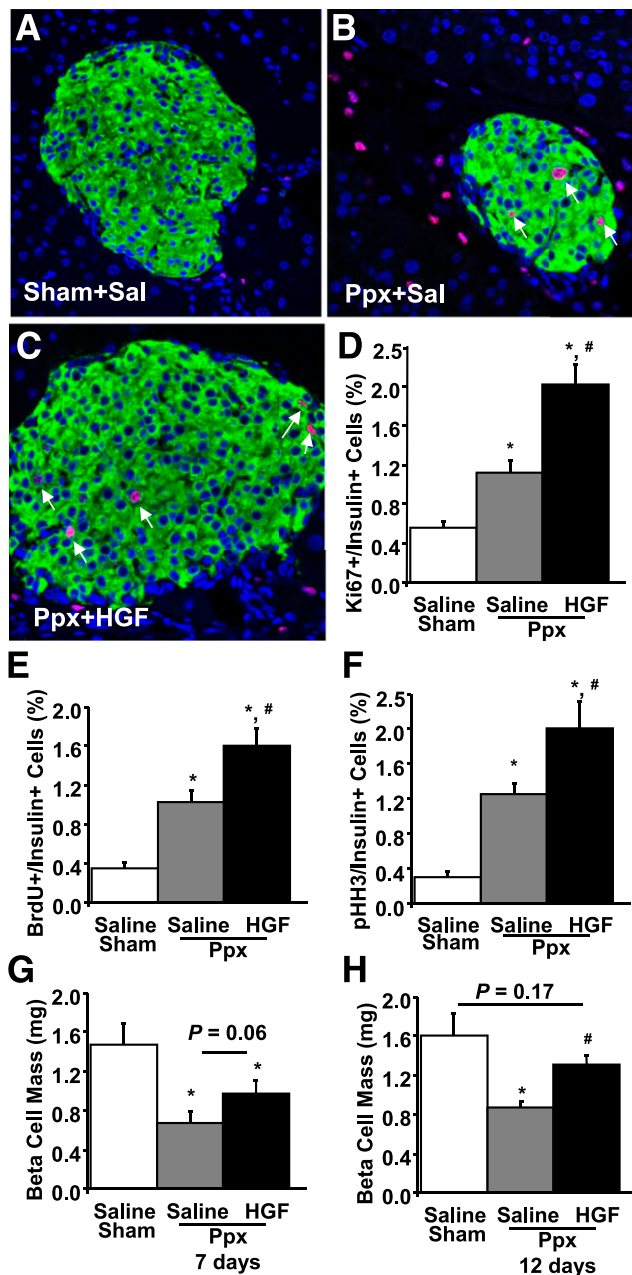 A
Sham+Sal
B
Ppx+Sal
C
Ppx+HGF
D
Ki67+/Insulin+ Cells (%)
2.5
2.0
1.2
0.8
0.4
0.0
*
*, #
Saline Saline HGF
Sham Ppx
E
BrdU+/Insulin+ Cells (%)
2.0
1.6
1.2
0.8
0.4
0.0
*
*, #
Saline Saline HGF
Sham Ppx
F
pHH3/Insulin+ Cells (%)
2.5
2.0
1.2
0.8
0.4
0.0
*
*, #
Saline Saline HGF
Sham Ppx
G
Beta Cell Mass (mg)
2.0
1.6
1.2
0.8
0.4
0.0
P = 0.06
*
*
Saline Saline HGF
Sham Ppx
7 days
H
Beta Cell Mass (mg)
2.0
1.6
1.2
0.8
0.4
0.0
P = 0.17
*
#
Saline Saline HGF
Sham Ppx
12 days